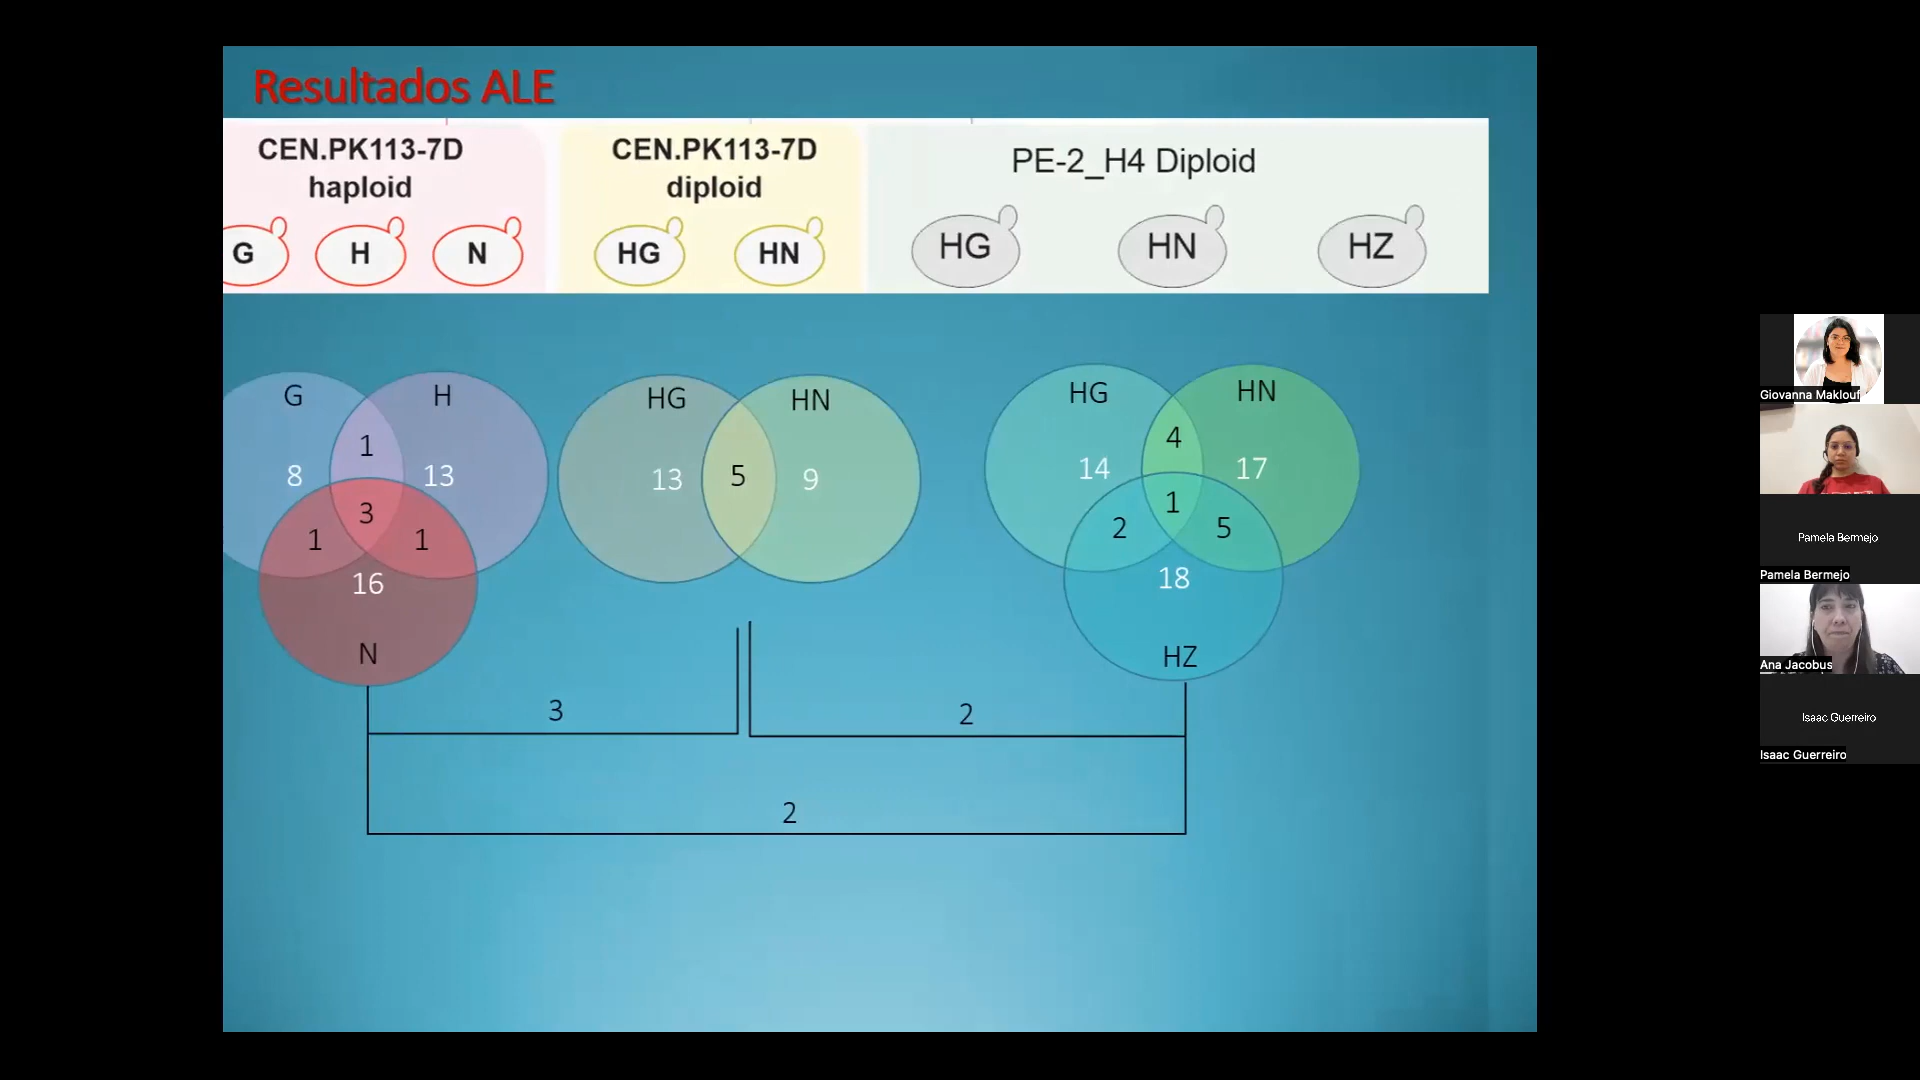 Resultados ALE
CEN.PK113-7D
haploid
G
H
N
CEN.PK113-7D
diploid
HG
HN
PE-2_H4 Diploid
HG
HN
HZ
G
H
1
8
13
3
1
1
16
N
HG
HN
13
5
9
HG
HN
4
14
17
1
2
5
18
HZ
3
2
2
Giovanna Maklouf
Pamela Bermejo
Pamela Bermejo
Ana Jacobus
Isaac Guerreiro
Isaac Guerreiro